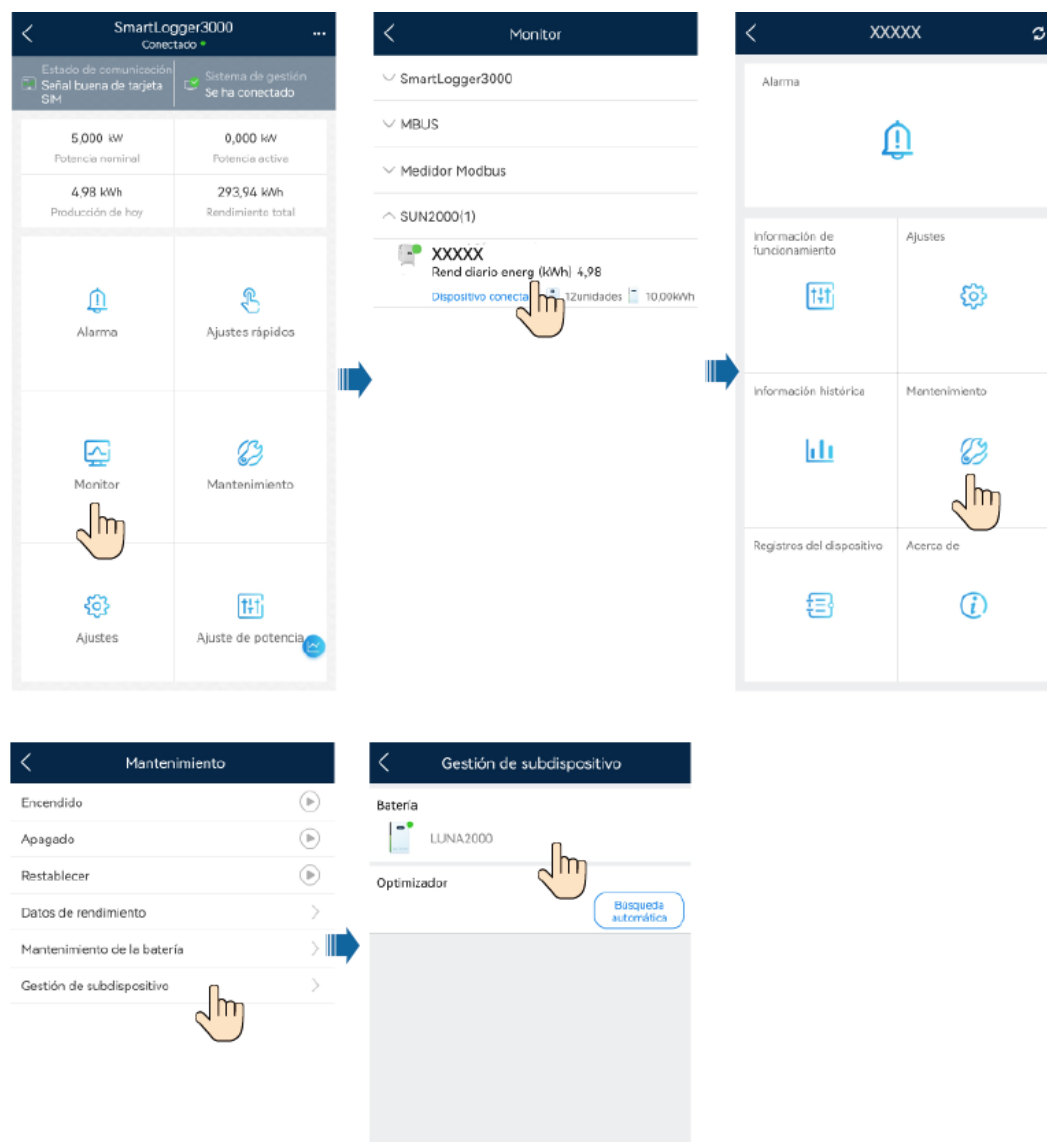 SmartLogger3000
Conectado
Estado de comunicación
Señal buena de tarjeta
SIM
Sistema de gestión
Se ha conectado
5,000 kW
Potencia nominal
0,000 kW
Potencia activa
4,98 kWh
Producción de hoy
293,94 kWh
Rendimiento total
Alarma
Ajustes rápidos
Monitor
Mantenimiento
Ajustes
Ajuste de potencia
Monitor
SmartLogger3000
MBUS
Medidor Modbus
SUN2000(1)
XXXXX
Rend diario energ (kWh) 4,98
Dispositivo conecta
12unidades
10,00kWh
XXXXX
Alarma
Información de
funcionamiento
Ajustes
Información histórica
Mantenimiento
Registros del dispositivo
Acerca de
Mantenimiento
Encendido
Apagado
Restablecer
Datos de rendimiento
Mantenimiento de la batería
Gestión de subdispositivo
Gestión de subdispositivo
Batería
LUNA2000
Optimizador
Búsqueda
automática